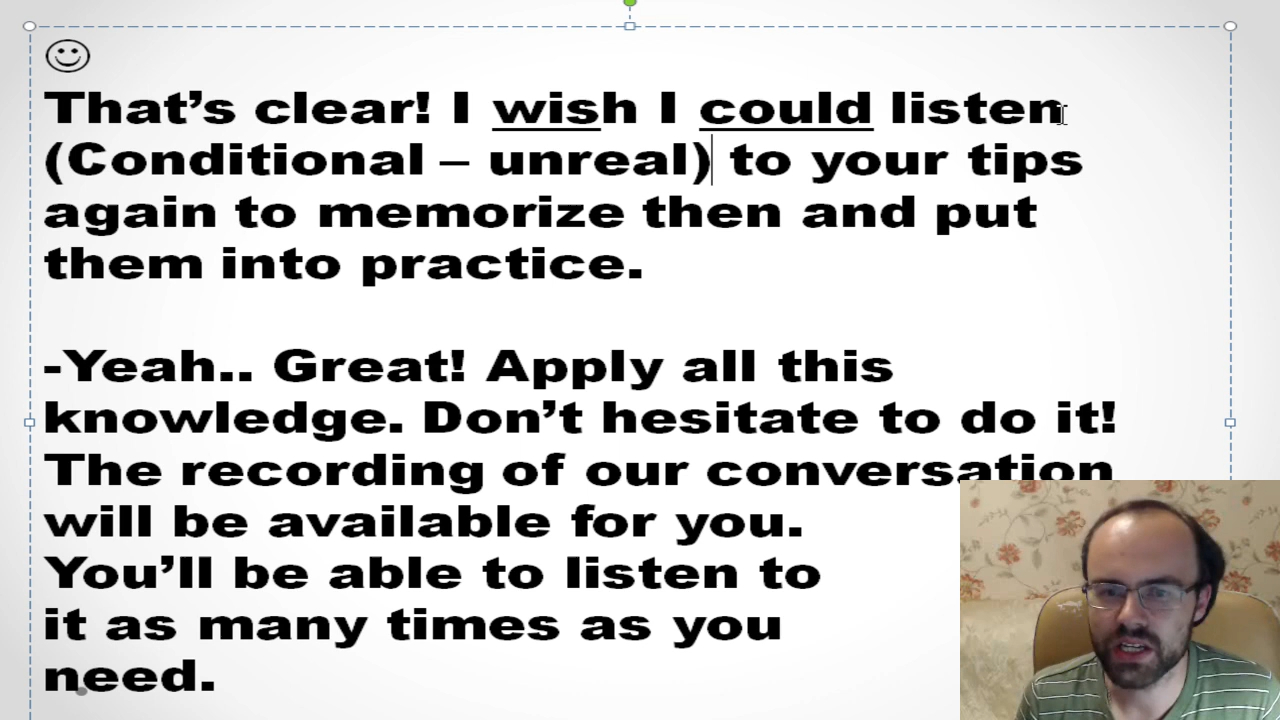 That’s clear! I wish I could listen
(Conditional – unreal) to your tips
again to memorize then and put
them into practice.
-Yeah.. Great! Apply all this
knowledge. Don’t hesitate to do it!
The recording of our conversation
will be available for you.
You’ll be able to listen to
it as many times as you
need.